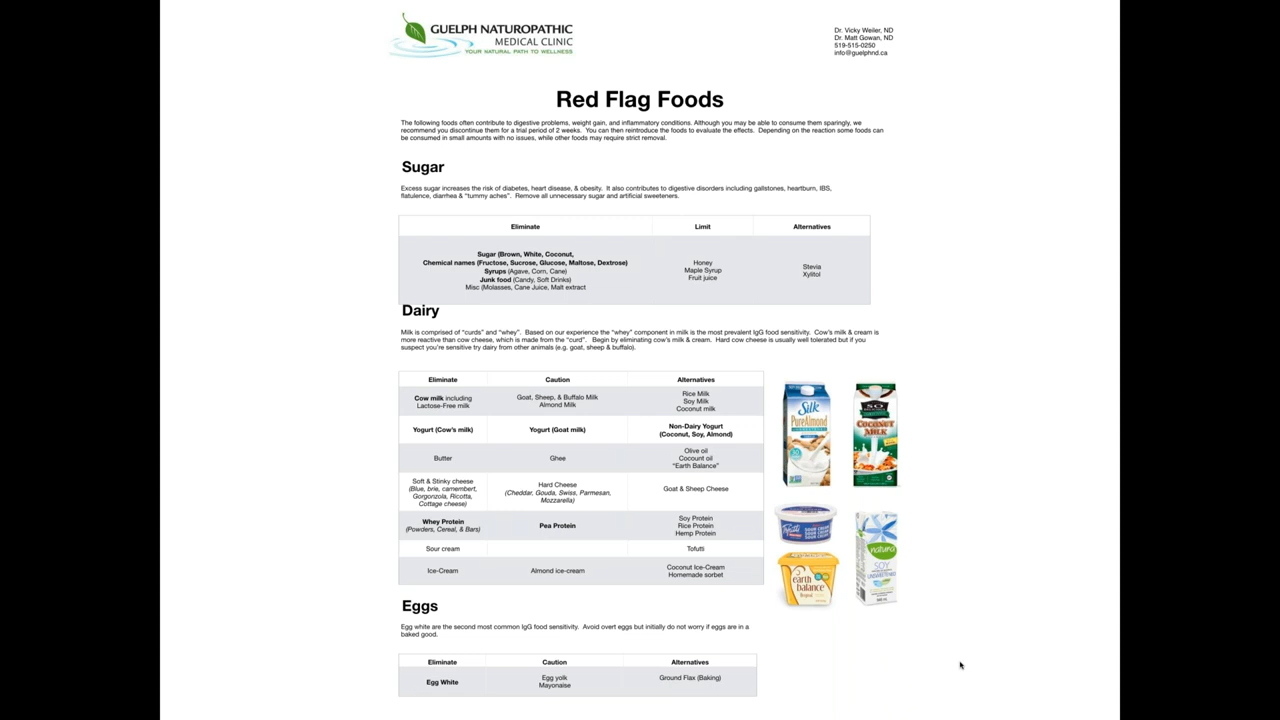 GUELPH NATUROPATHIC
MEDICAL CLINIC
YOUR NATURAL PATH TO WELLNESS
Dr. Vicky Weiler, ND
Dr. Matt Gowan, ND
519-515-0250
info@guelphnd.ca
Red Flag Foods
The following foods often contribute to digestive problems, weight gain, and inflammatory conditions. Although you may be able to consume them sparingly, we
recommend you discontinue them for a trial period of 2 weeks. You can then reintroduce the foods to evaluate the effects. Depending on the reaction some foods can
be consumed in small amounts with no issues, while other foods may require strict removal.
Sugar
Excess sugar increases the risk of diabetes, heart disease, & obesity. It also contributes to digestive disorders including gallstones, heartburn, IBS,
flatulence, diarrhea & “tummy aches”. Remove all unnecessary sugar and artificial sweeteners.
Eliminate Limit Alternatives
Sugar (Brown, White, Coconut,
Chemical names (Fructose, Sucrose, Glucose, Maltose, Dextrose)
Syrups (Agave, Corn, Cane)
Junk food (Candy, Soft Drinks)
Misc (Molasses, Cane Juice, Malt extract
Honey
Maple Syrup
Fruit juice
Stevia
Xylitol
Dairy
Milk is comprised of “curds” and “whey”. Based on our experience the “whey” component in milk is the most prevalent IgG food sensitivity. Cow’s milk & cream is
more reactive than cow cheese, which is made from the “curd”. Begin by eliminating cow’s milk & cream. Hard cow cheese is usually well tolerated but if you
suspect you’re sensitive try dairy from other animals (e.g. goat, sheep & buffalo).
Eliminate Caution Alternatives
Cow milk including
Lactose-Free milk
Goat, Sheep, & Buffalo Milk
Almond Milk
Rice Milk
Soy Milk
Coconut milk
Yogurt (Cow’s milk)
Yogurt (Goat milk)
Non-Dairy Yogurt
(Coconut, Soy, Almond)
Butter
Ghee
Olive oil
Cocount oil
“Earth Balance”
Soft & Stinky cheese
(Blue, brie, camembert,
Gorgonzola, Ricotta,
Cottage cheese)
Hard Cheese
(Cheddar, Gouda, Swiss, Parmesan,
Mozzarella)
Goat & Sheep Cheese
Whey Protein
(Powders, Cereal, & Bars)
Pea Protein
Soy Protein
Rice Protein
Hemp Protein
Sour cream
Tofutti
Ice-Cream
Almond ice-cream
Coconut Ice-Cream
Homemade sorbet
Silk
PureAlmond
SO
COCONUT
MILK
Tofutti
SOUR CREAM
earth
balance
natura
SOY
Eggs
Egg white are the second most common IgG food sensitivity. Avoid overt eggs but initially do not worry if eggs are in a
baked good.
Eliminate Caution Alternatives
Egg White
Egg yolk
Mayonaise
Ground Flax (Baking)